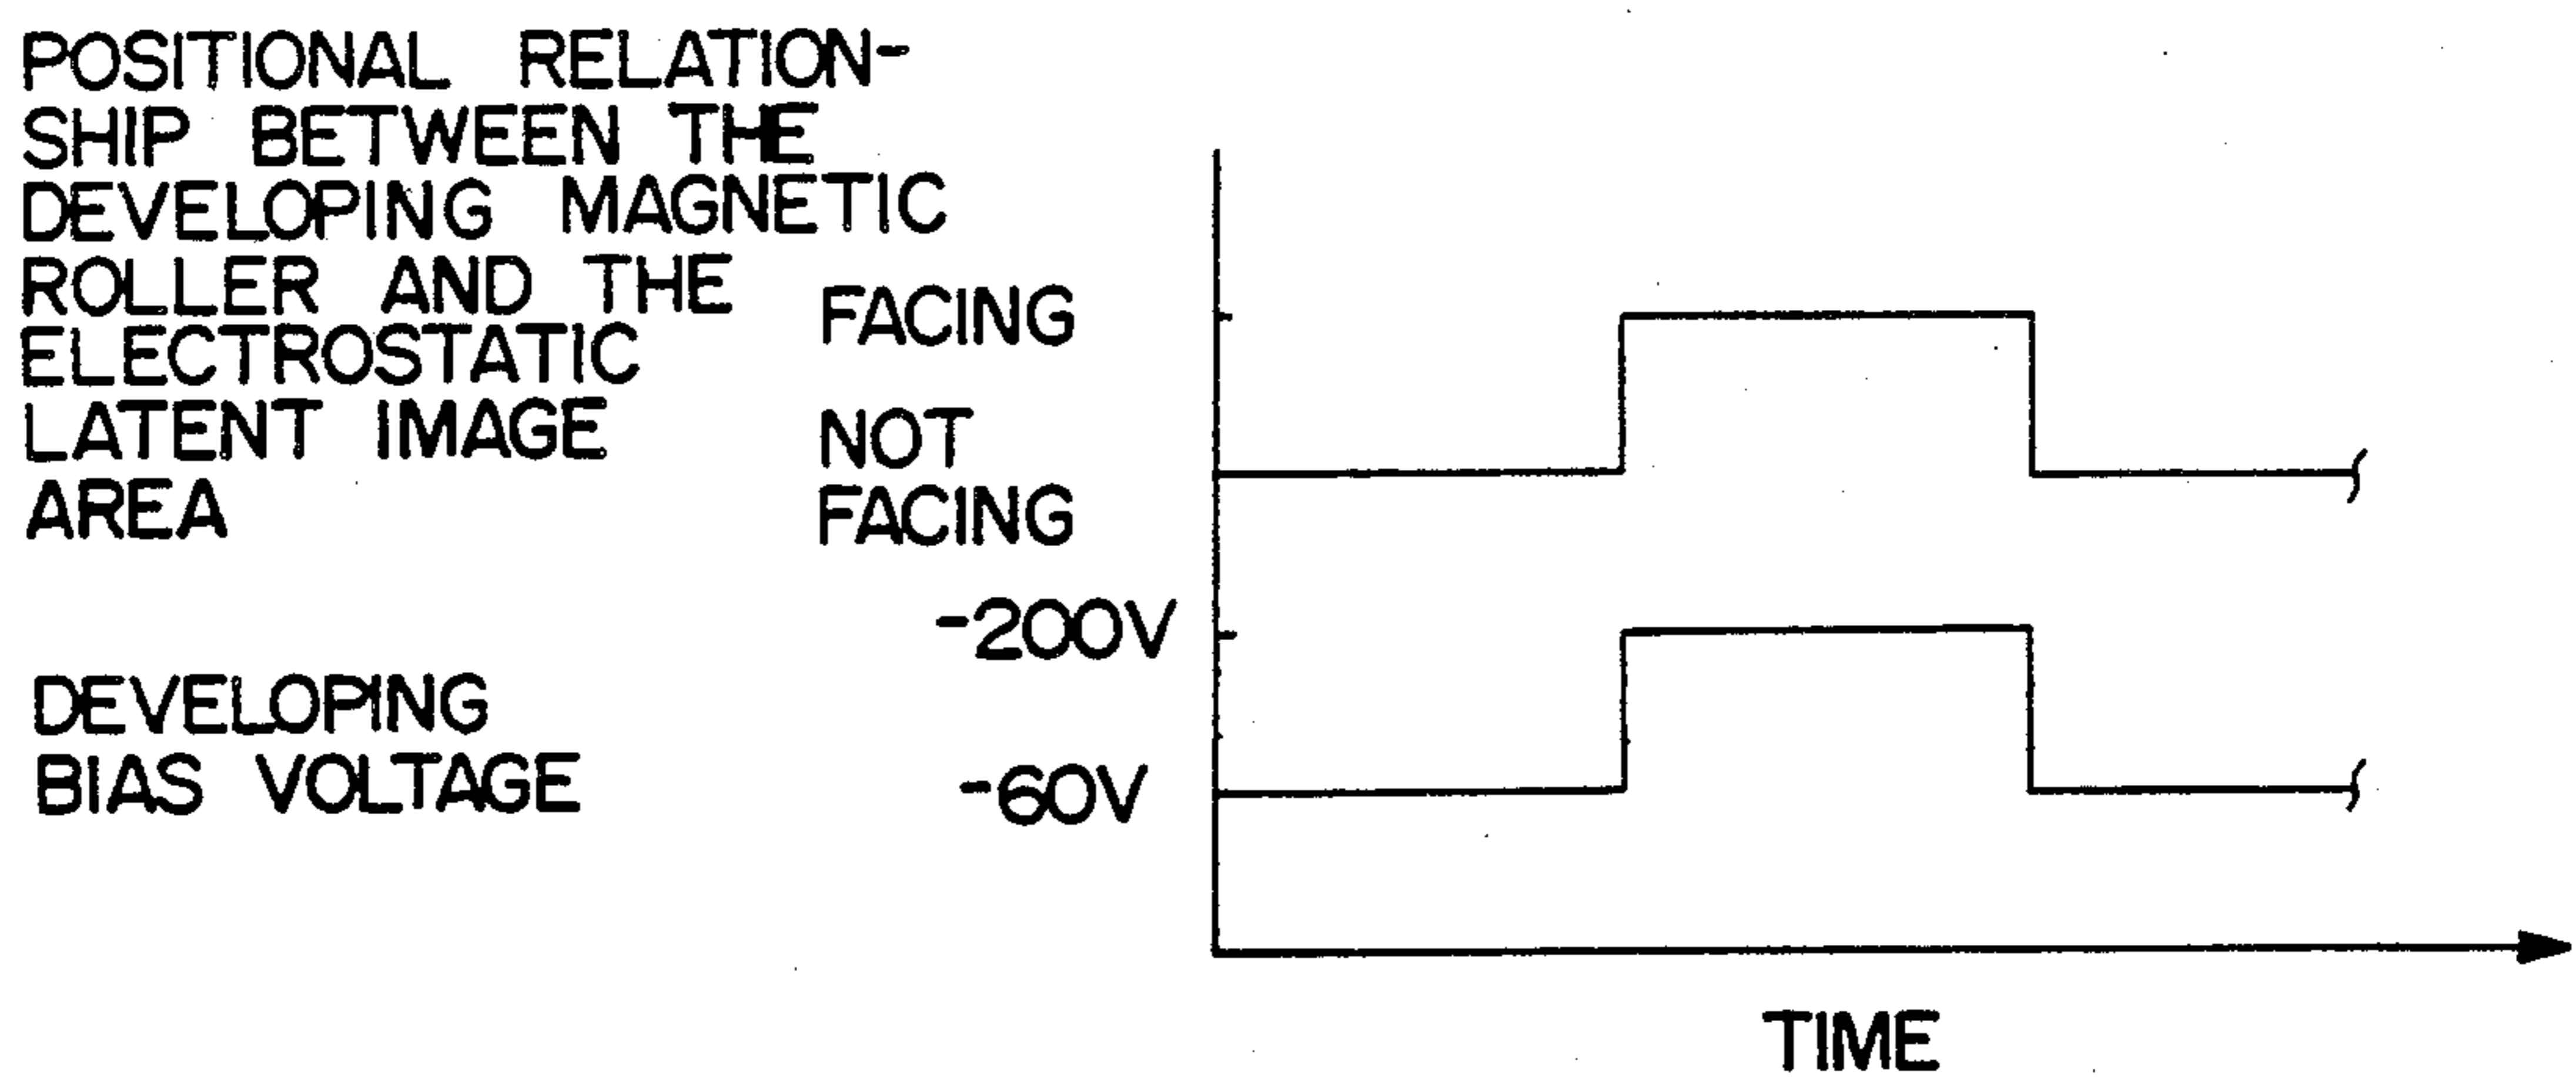 POSITIONAL RELATION-
SHIP BETWEEN THE
DEVELOPING MAGNETIC
ROLLER AND THE
ELECTROSTATIC
LATENT IMAGE
AREA
FACING
NOT
FACING
-200V
DEVELOPING
BIAS VOLTAGE
-60V
TIME